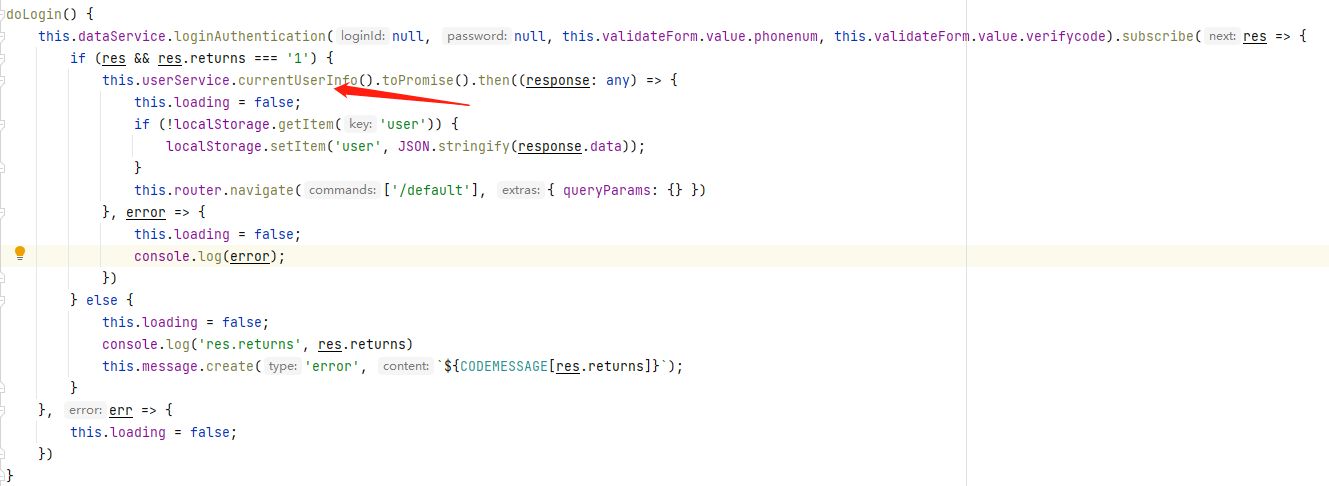 doLogin() {
    this.dataService.loginAuthentication( loginId: null, password: null, this.validateForm.value.phonenum, this.validateForm.value.verifycode).subscribe( next: res => {
        if (res && res.returns === '1') {
            this.userService.currentUserInfo().toPromise().then((response: any) => {
                this.loading = false;
                if (!localStorage.getItem( key: 'user')) {
                    localStorage.setItem('user', JSON.stringify(response.data));
                }
                this.router.navigate( commands: ['/default'], extras: { queryParams: {} })
            }, error => {
                this.loading = false;
                console.log(error);
            })
        } else {
            this.loading = false;
            console.log('res.returns', res.returns)
            this.message.create( type: 'error', content: `${CODEMESSAGE[res.returns]}`);
        }
    }, error: err => {
        this.loading = false;
    })
}